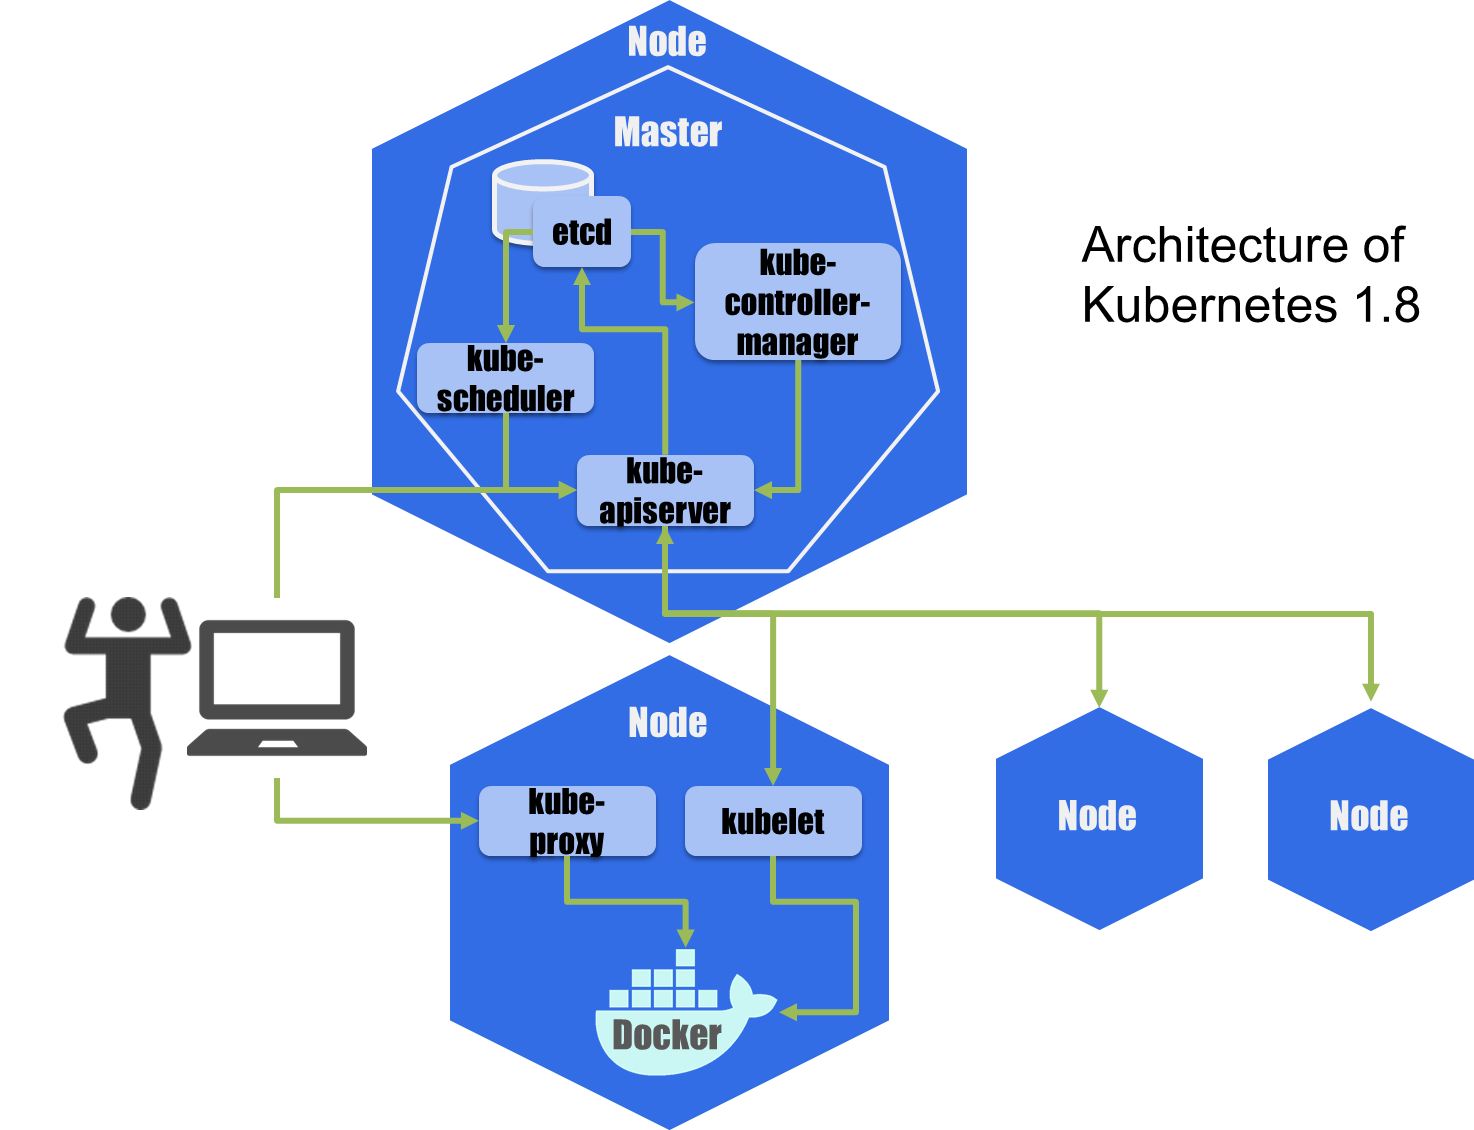 Node
Master
etcd
kube-
controller-
manager
Architecture of
Kubernetes 1.8
kube-
scheduler
kube-
apiserver
Node
kube-
proxy
kubelet
Node
Node
Docker